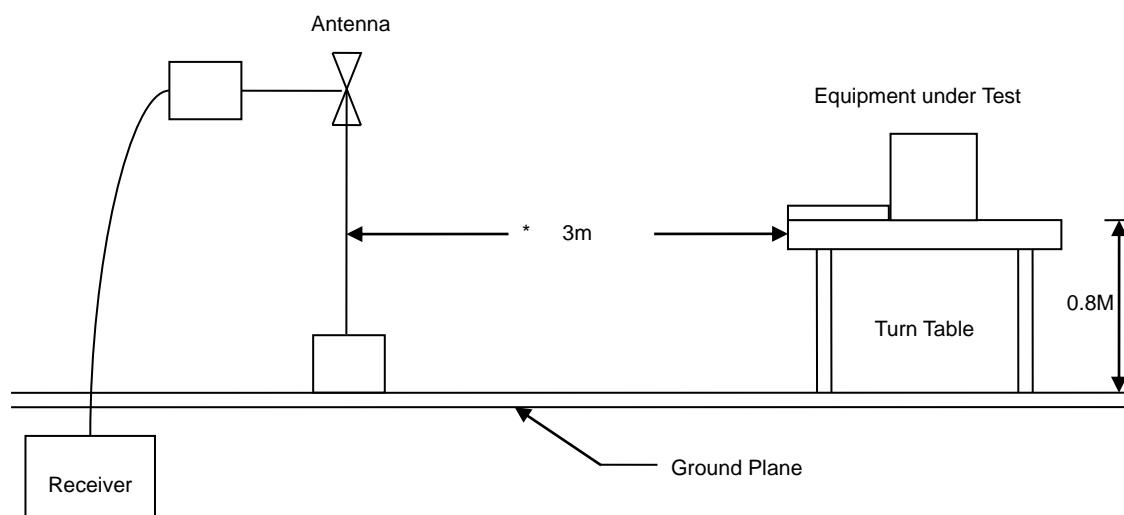 Antenna
Equipment under Test
* 3m
0.8M
Turn Table
Ground Plane
Receiver